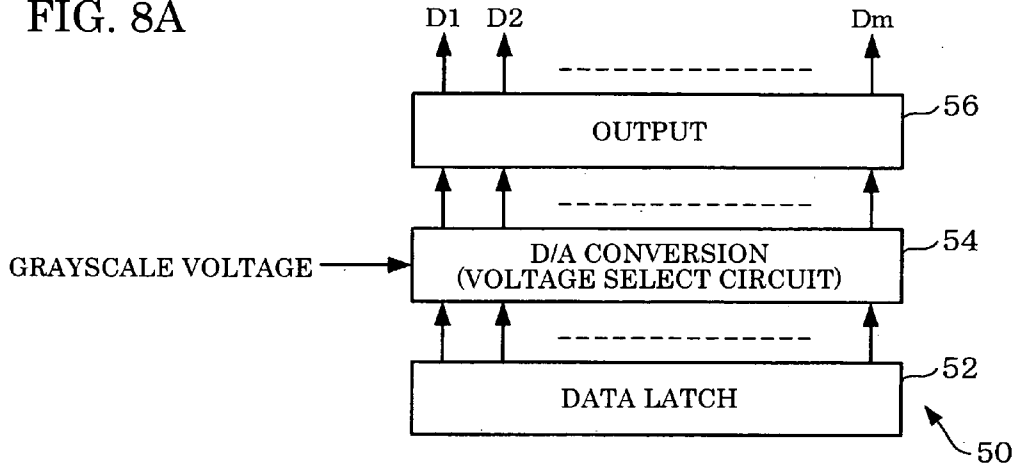 FIG. 8A
D1 D2 Dm
OUTPUT
56
D/A CONVERSION
(VOLTAGE SELECT CIRCUIT)
54
GRAYSCALE VOLTAGE
DATA LATCH
52
50